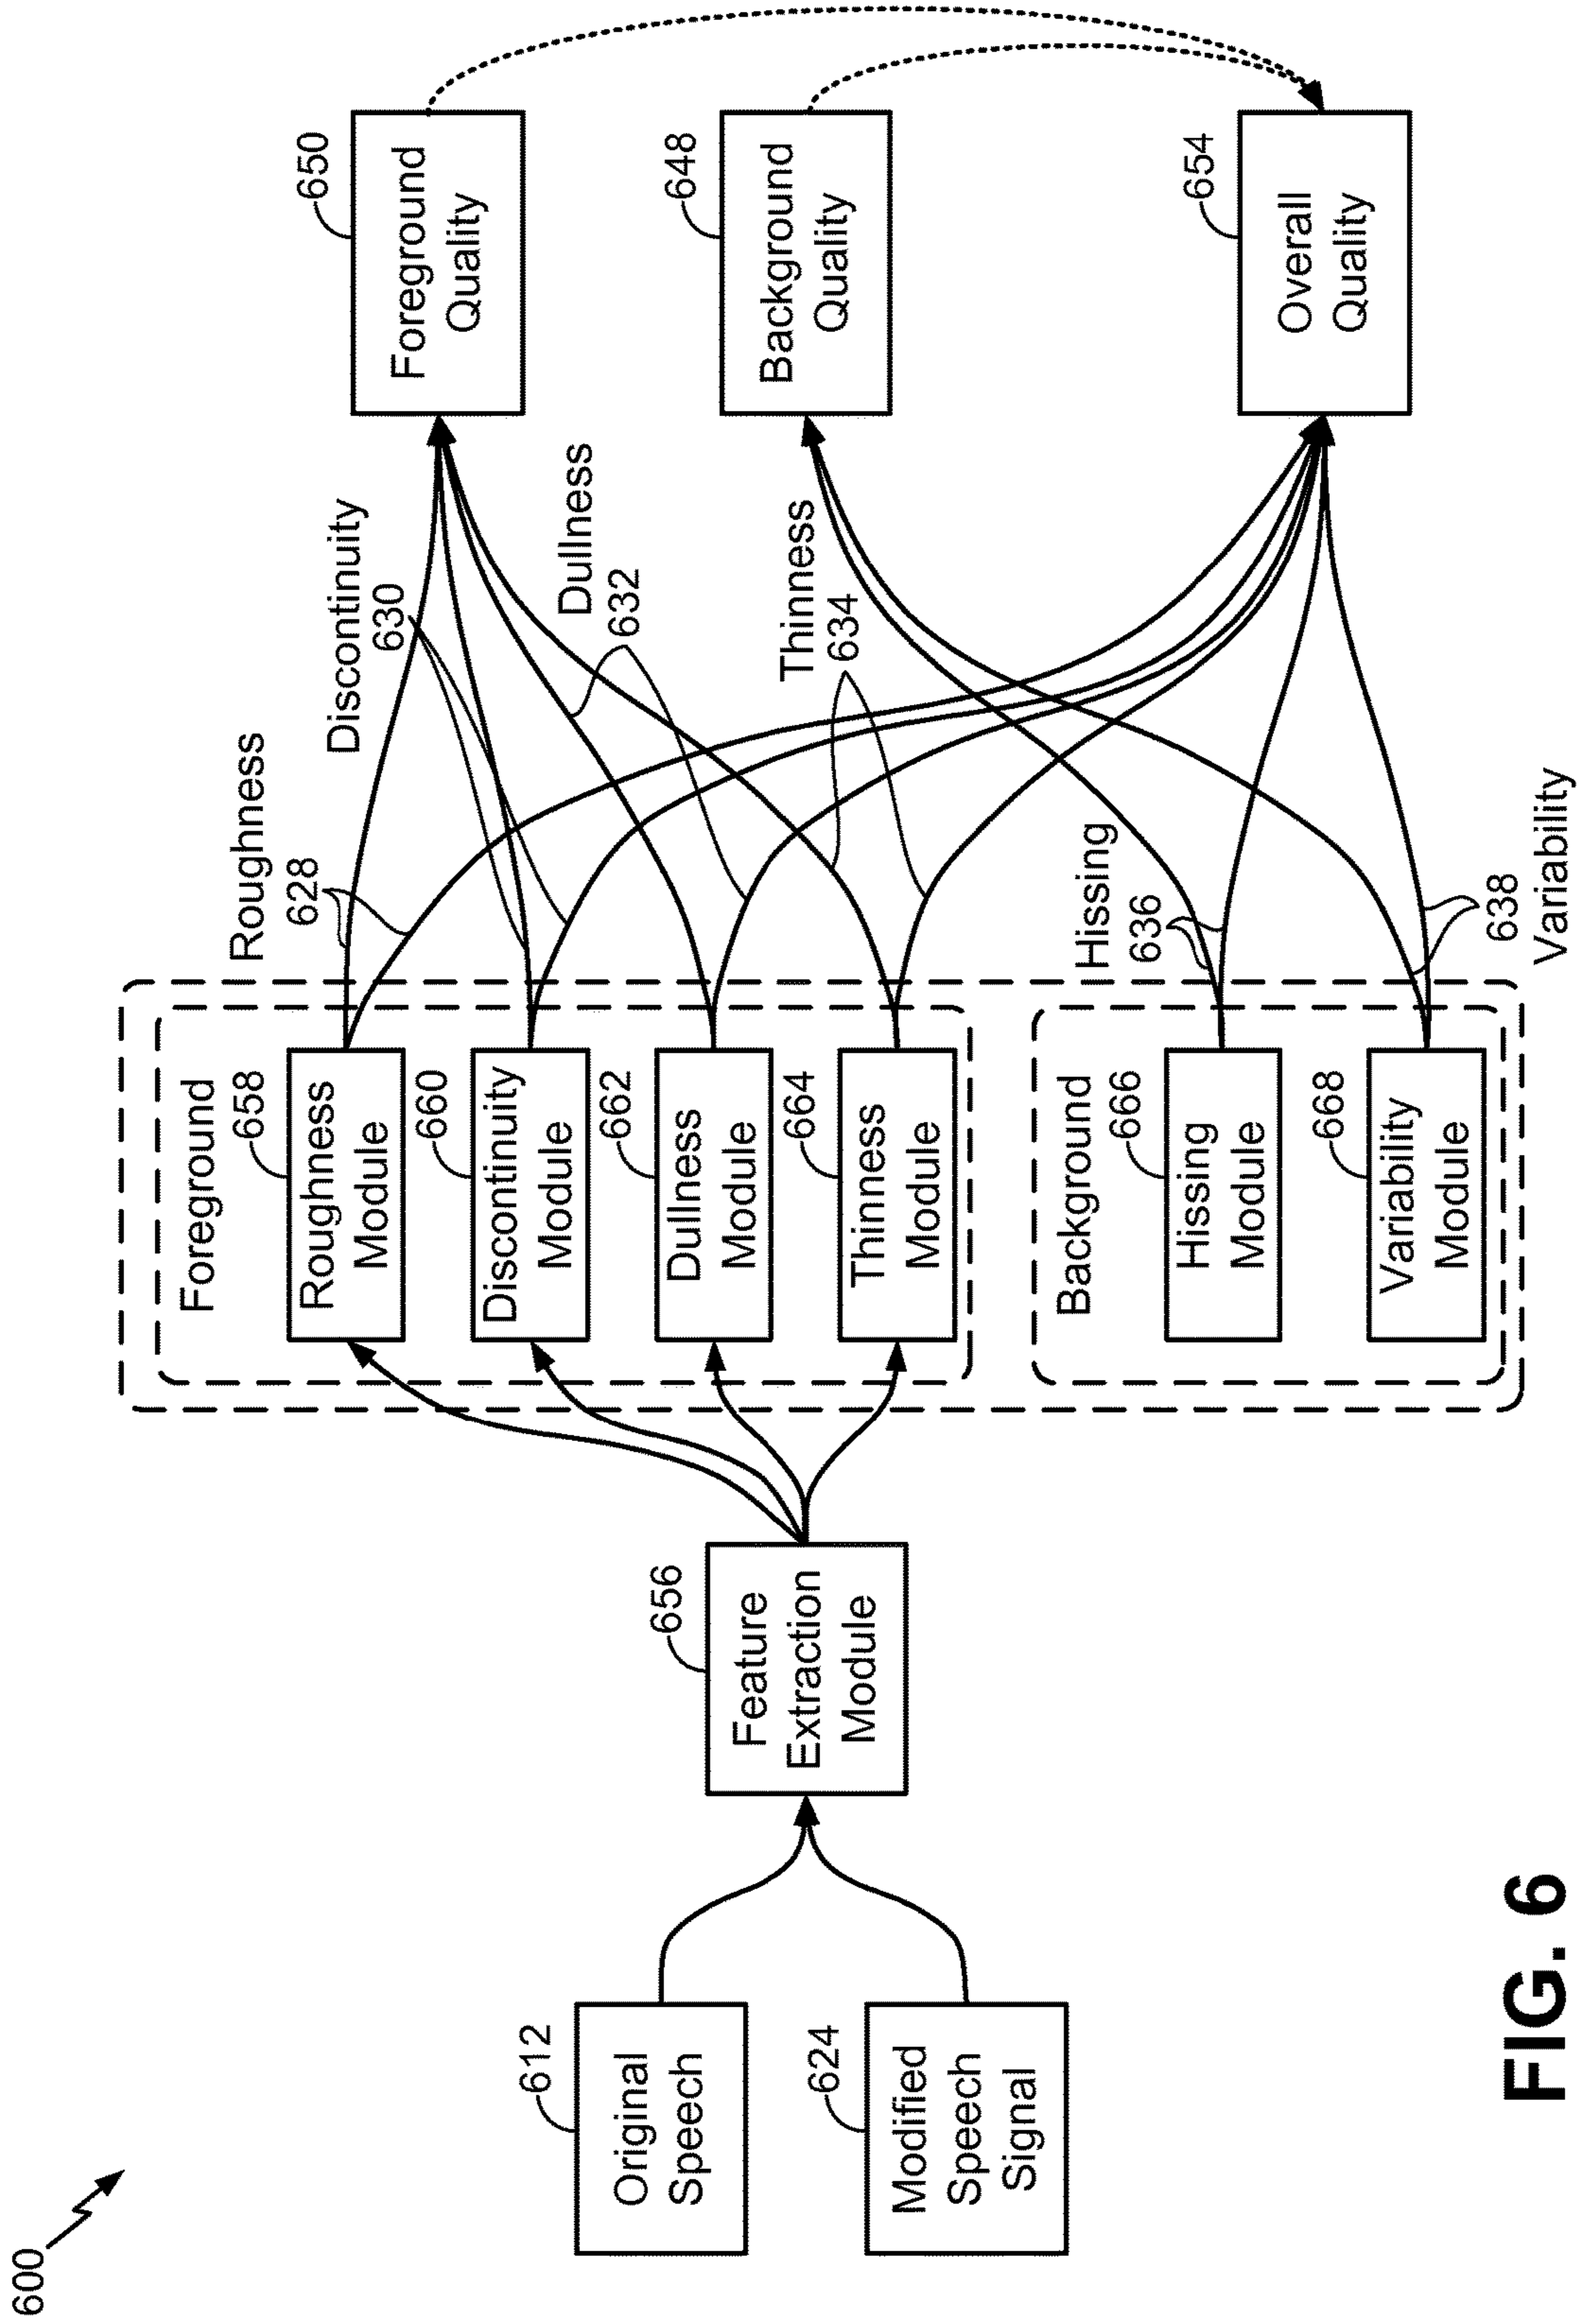 600
612
Original
Speech
624
Modified
Speech
Signal
656
Feature
Extraction
Module
Foreground
658
Roughness
Module
660
Discontinuity
Module
662
Dullness
Module
664
Thinness
Module
Background
666
Hissing
Module
668
Variability
Module
Roughness
628
Discontinuity
630
Dullness
632
Thinness
634
Hissing
636
638
Variability
650
Foreground
Quality
648
Background
Quality
654
Overall
Quality
FIG. 6